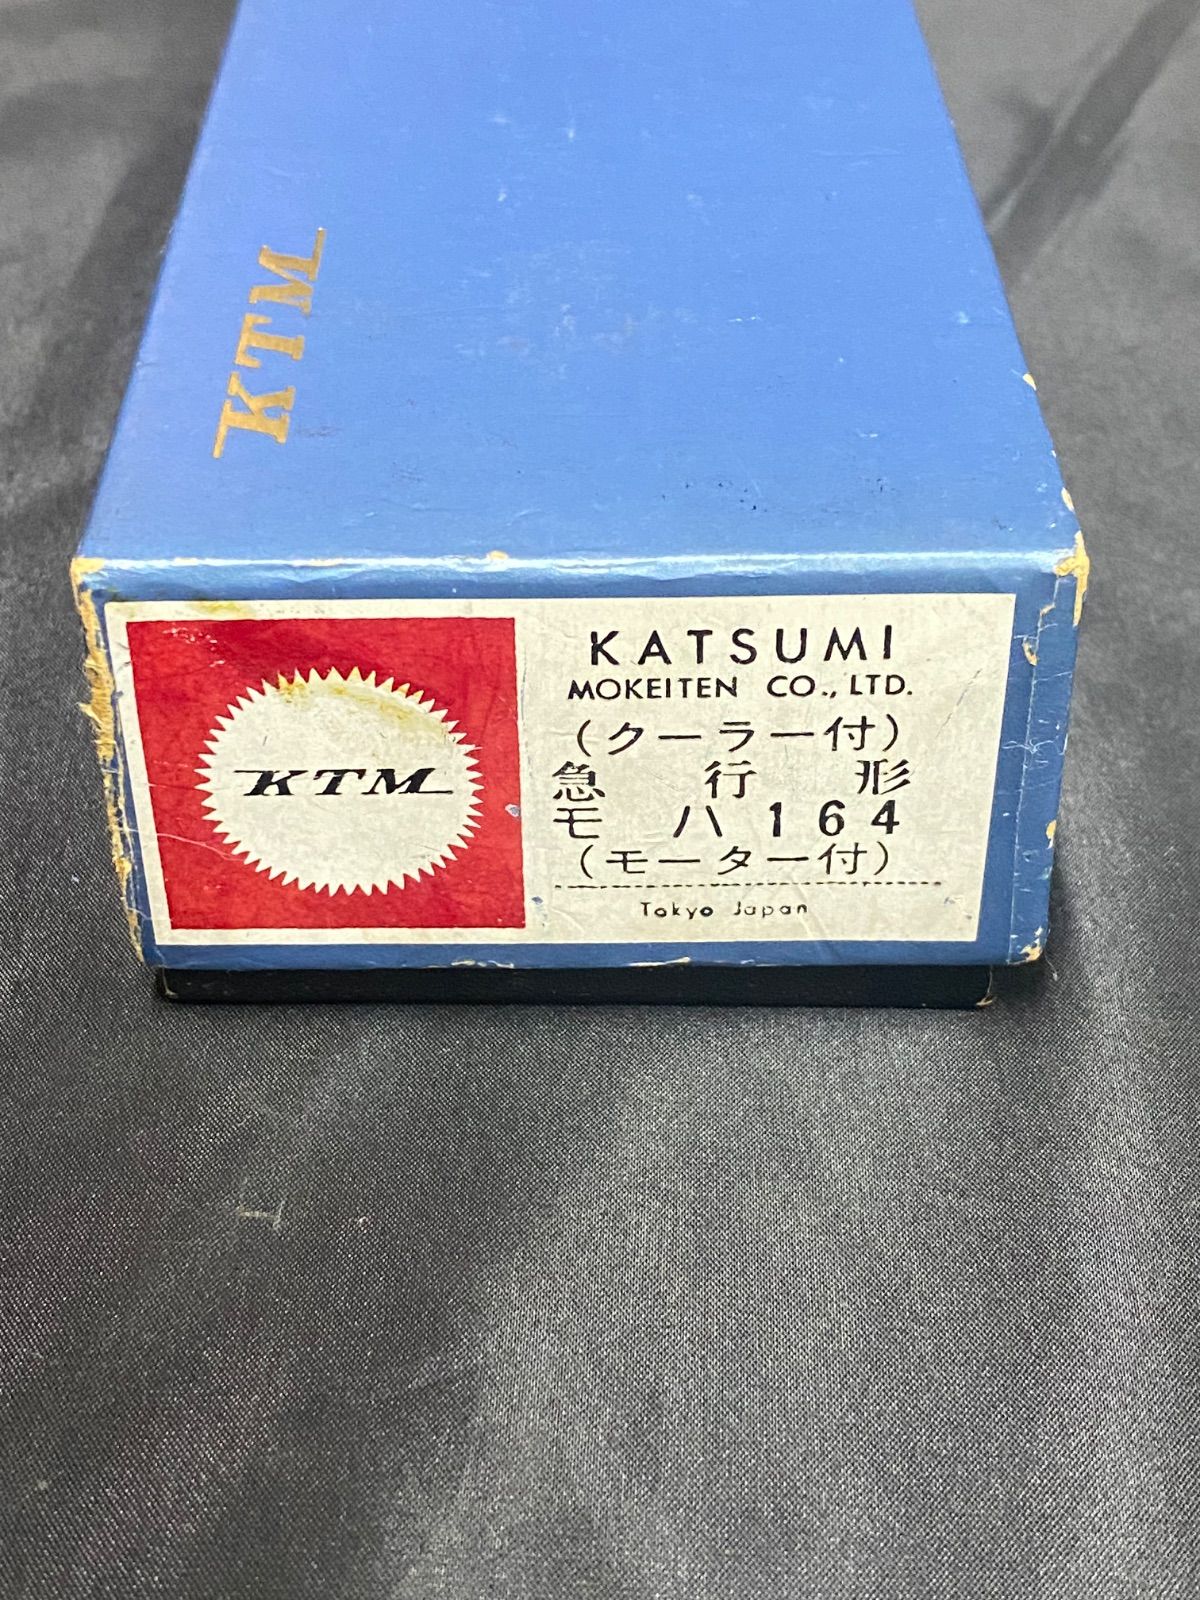 KTM
KTM
KATSUMI
MOKEITEN CO., LTD.
(クーラー付)
急行形
モハ164
(モーター付)
Tokyo Japan